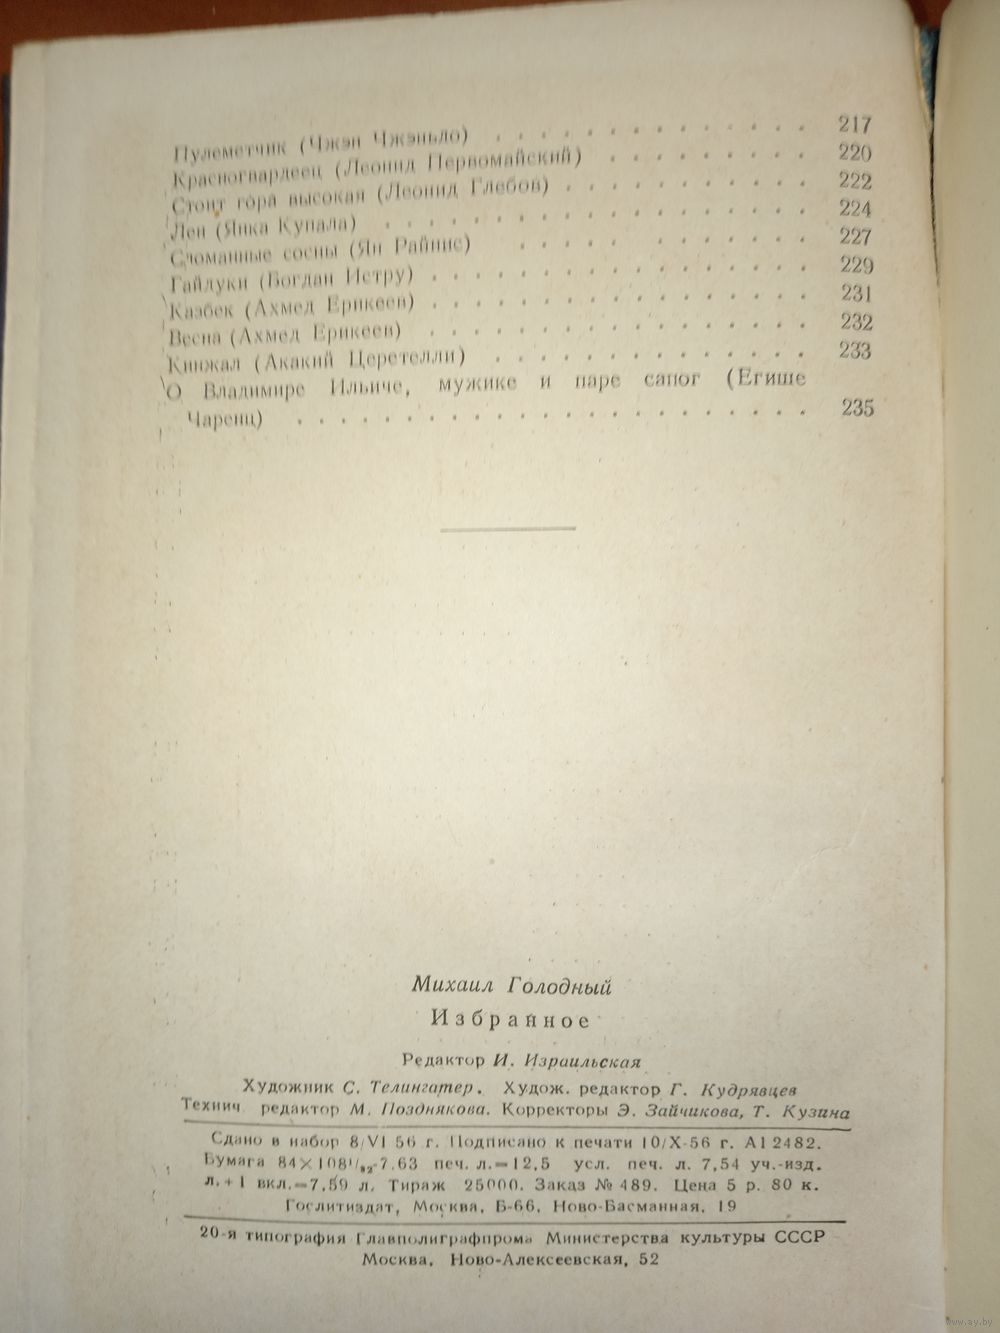 Пулеметчик (Чжэн Чжэньдо) . . . . . . . . . . . . . . 217
Красногвардеец (Леонид Первомайский) . . . . . . . . . 220
Стоит гора высокая (Леонид Глебов) . . . . . . . . . . . 222
Лен (Янка Купала) . . . . . . . . . . . . . . . . . . . 224
Сломанные сосны (Ян Райнис) . . . . . . . . . . . . 227
Гайдуки (Богдан Истру) . . . . . . . . . . . . . . . . . 229
Казбек (Ахмед Ерикеев) . . . . . . . . . . . . . . . . . 231
Весна (Ахмед Ерикеев) . . . . . . . . . . . . . . . . . 232
Кинжал (Акакий Церетелли) . . . . . . . . . . . . . . 233
О Владимире Ильиче, мужике и паре сапог (Егише
Чаренц) . . . . . . . . . . . . . . . . . . . . . . . 235
Михаил Голодный
Избранное
Редактор И. Израильская
Художник С. Телингатер. Худож. редактор Г. Кудрявцев
Технич редактор М. Позднякова. Корректоры Э. Зайчикова, Т. Кузина
Сдано в набор 8/VI 56 г. Подписано к печати 10/X-56 г. А12482.
Бумага 84×108¹/₃₂-7,63 печ. л.=12,5 усл. печ. л. 7,54 уч.-изд.
л.+1 вкл.=7,59 л. Тираж 25000. Заказ № 489. Цена 5 р. 80 к.
Гослитиздат, Москва, Б-66, Ново-Басманная, 19
20-я типография Главполиграфпрома Министерства культуры СССР
Москва, Ново-Алексеевская, 52
www.ay.by